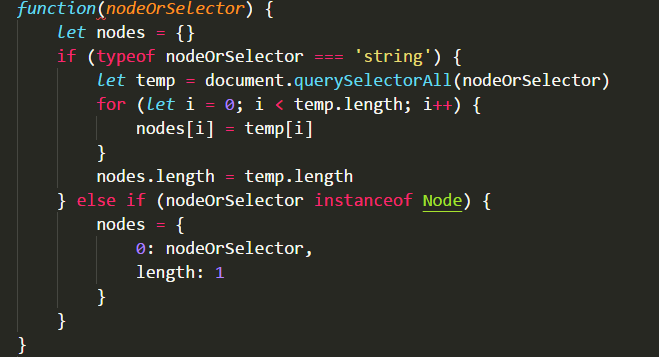 function(nodeOrSelector) {
    let nodes = {}
    if (typeof nodeOrSelector === 'string') {
        let temp = document.querySelectorAll(nodeOrSelector)
        for (let i = 0; i < temp.length; i++) {
            nodes[i] = temp[i]
        }
        nodes.length = temp.length
    } else if (nodeOrSelector instanceof Node) {
        nodes = {
            0: nodeOrSelector,
            length: 1
        }
    }
}